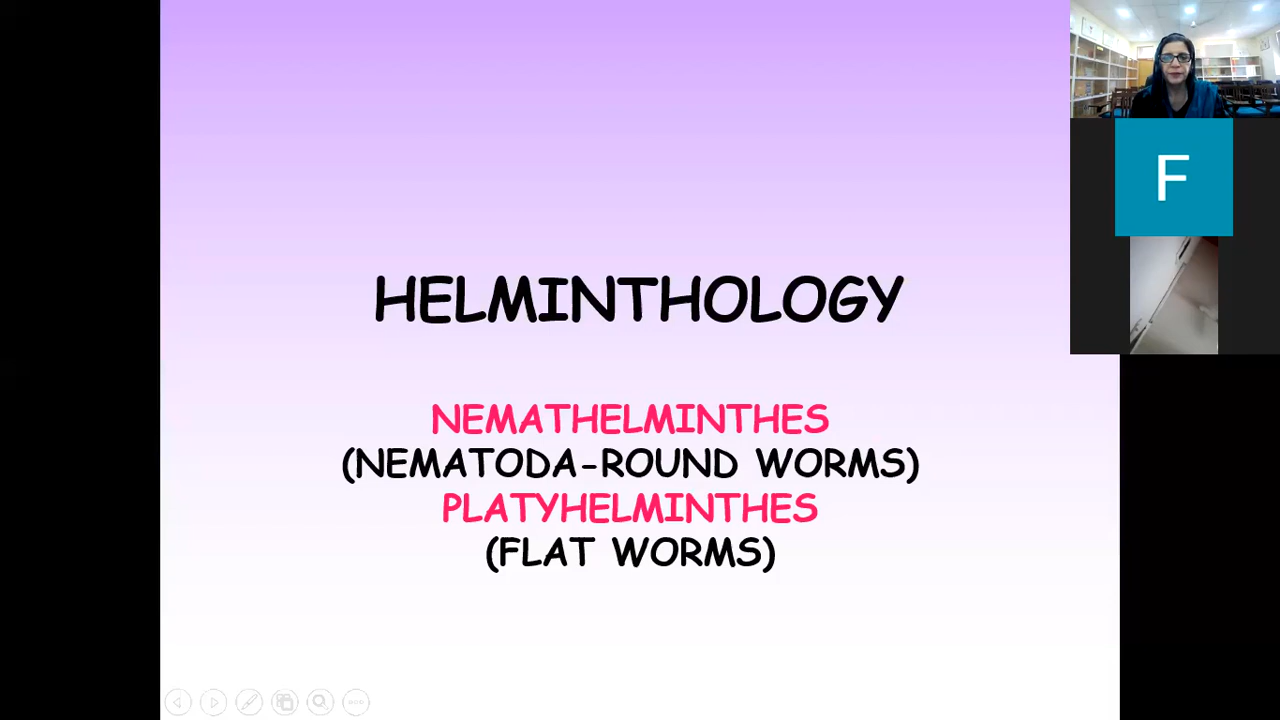 HELMINTHOLOGY
NEMATHELMINTHES
(NEMATODA-ROUND WORMS)
PLATYHELMINTHES
(FLAT WORMS)
F